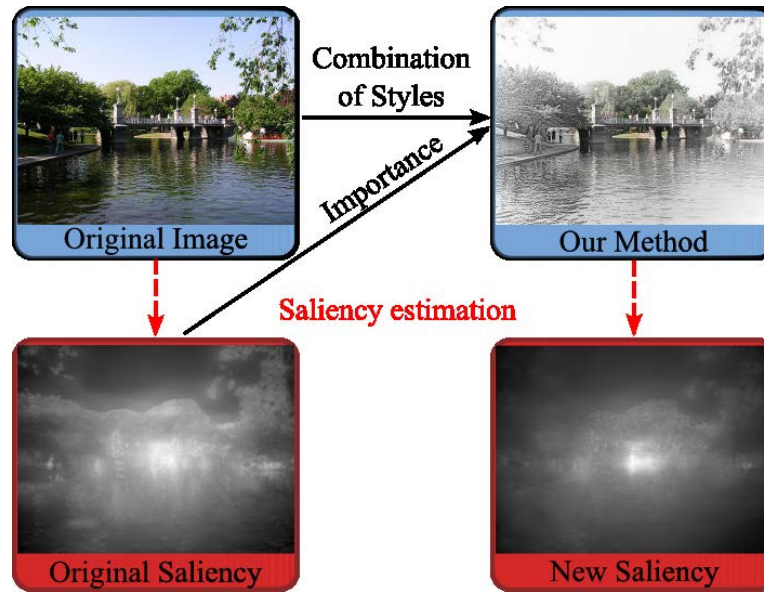 Combination
of Styles
Importance
Original Image
Our Method
Saliency estimation
Original Saliency
New Saliency